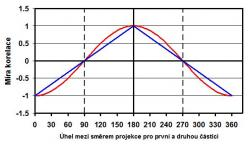 1.5
1
0.5
0
-0.5
-1
-1.5
Míra korelace
0 30 60 90 120 150 180 210 240 270 300 330 360
Úhel mezi směrem projekce pro první a druhou částici